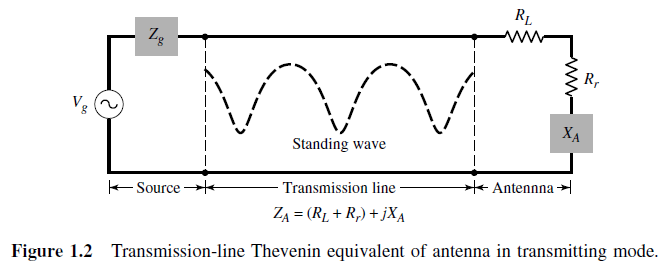 R_L
Z_g
R_r
V_g
X_A
Standing wave
Source
Transmission line
Antennna
Z_A = (R_L + R_r) + jX_A
Figure 1.2 Transmission-line Thevenin equivalent of antenna in transmitting mode.